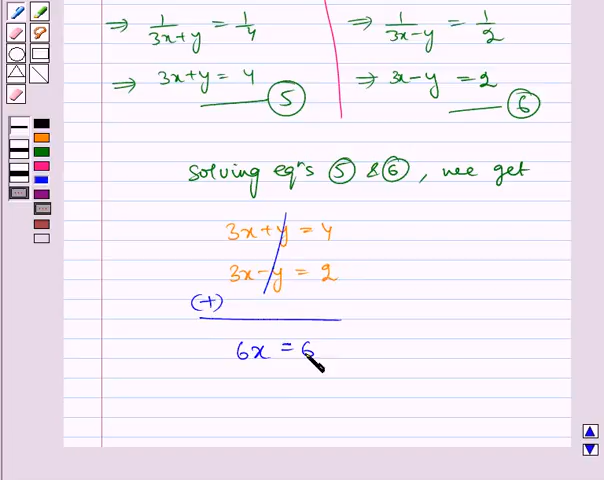 ⇒ 1/(3x+y) = 1/4
⇒ 3x+y = 4 ⑤
⇒ 1/(3x-y) = 1/2
⇒ 3x-y = 2 ⑥
solving eqn's ⑤ & ⑥, we get
3x+y = 4
3x-y = 2
(+)
6x = 6